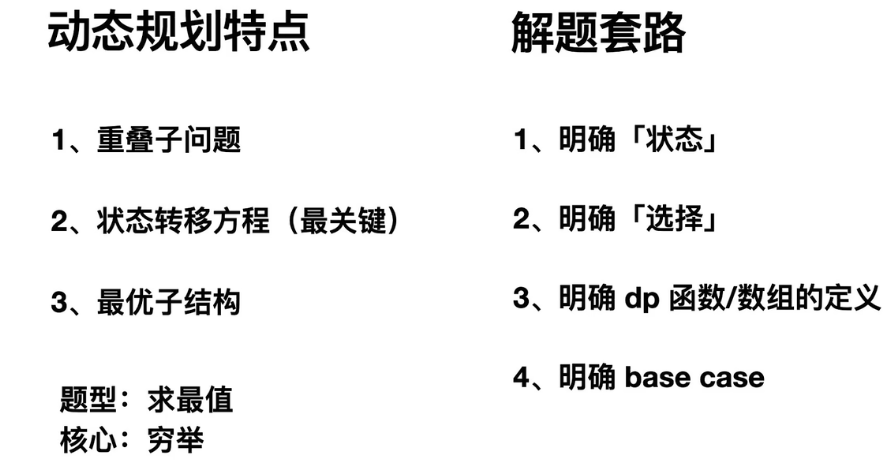 动态规划特点
1、重叠子问题
2、状态转移方程（最关键）
3、最优子结构
题型：求最值
核心：穷举
解题套路
1、明确「状态」
2、明确「选择」
3、明确 dp 函数/数组的定义
4、明确 base case